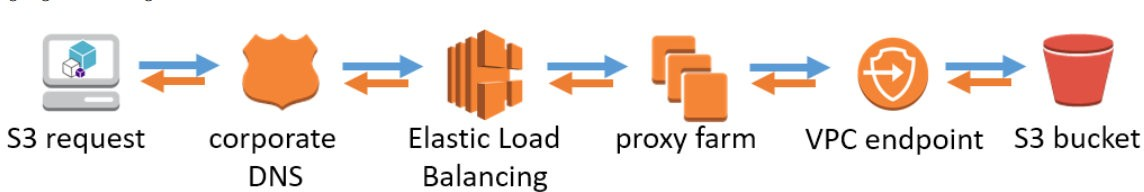 S3 request
corporate
DNS
Elastic Load
Balancing
proxy farm
VPC endpoint
S3 bucket